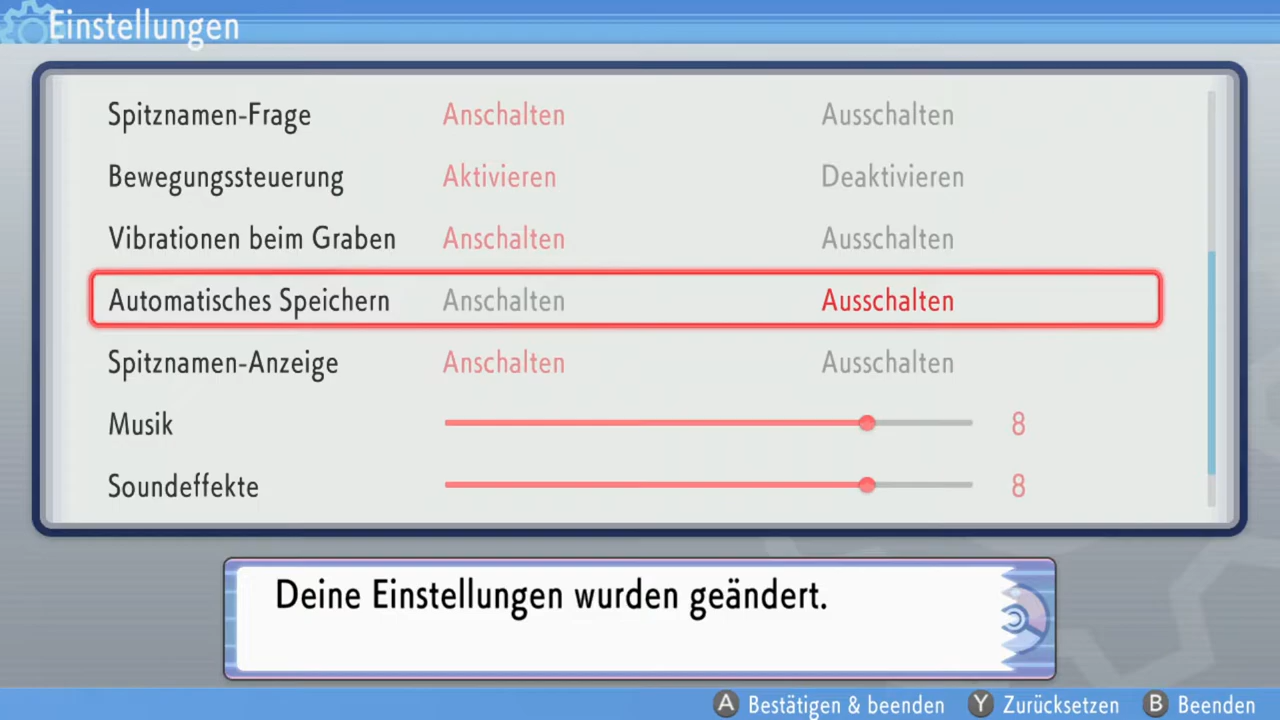 Einstellungen
Spitznamen-Frage Anschalten Ausschalten
Bewegungssteuerung Aktivieren Deaktivieren
Vibrationen beim Graben Anschalten Ausschalten
Automatisches Speichern Anschalten Ausschalten
Spitznamen-Anzeige Anschalten Ausschalten
Musik 8
Soundeffekte 8
Deine Einstellungen wurden geändert.
A Bestätigen & beenden Y Zurücksetzen B Beenden